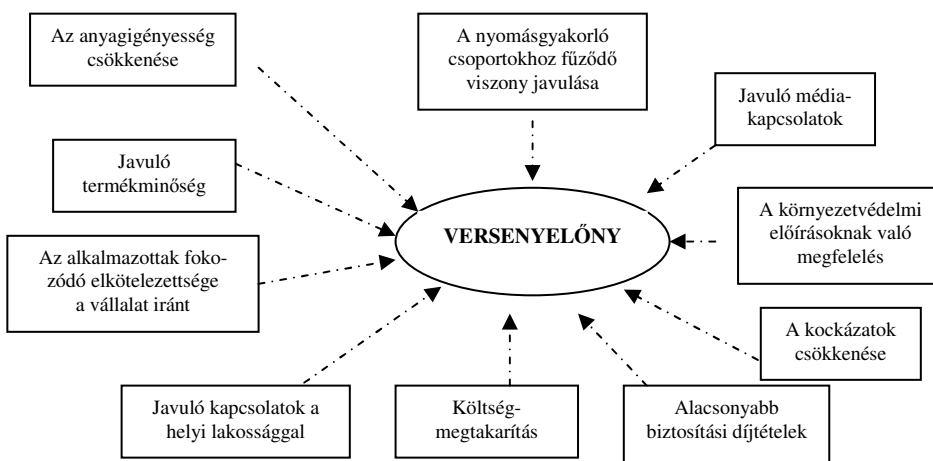 Az anyagigényesség
csökkenése
A nyomásgyakorló
csoportokhoz fűződő
viszony javulása
Javuló média-
kapcsolatok
Javuló
termékminőség
VERSENYELŐNY
A környezetvédelmi
előírásoknak való
megfelelés
Az alkalmazottak foko-
zódó elkötelezettsége
a vállalat iránt
A kockázatok
csökkenése
Javuló kapcsolatok a
helyi lakossággal
Költség-
megtakarítás
Alacsonyabb
biztosítási díjtételek